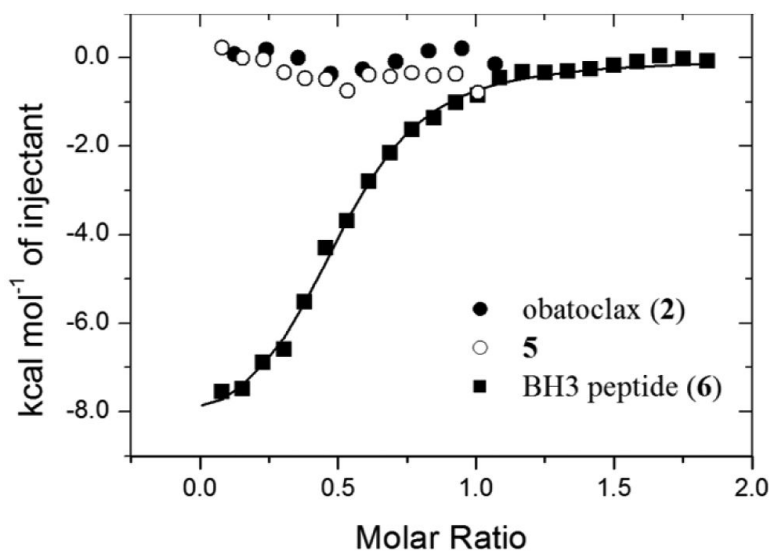 0.0
-2.0
-4.0
-6.0
-8.0
kcal mol⁻¹ of injectant
obatoclax (2)
5
BH3 peptide (6)
0.0 0.5 1.0 1.5 2.0
Molar Ratio